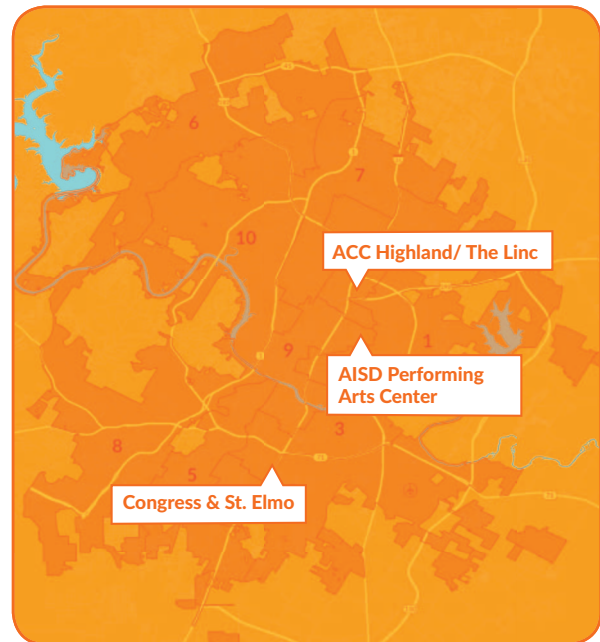 6
7
10
ACC Highland/ The Linc
1
9
AISD Performing
Arts Center
3
8
5
Congress & St. Elmo
71